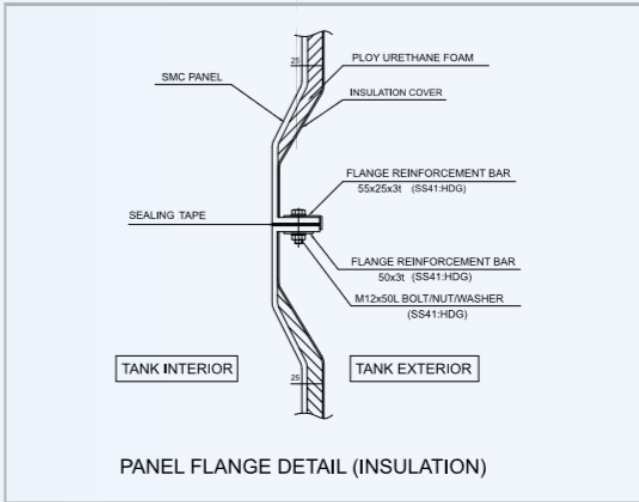 25
PLOY URETHANE FOAM
SMC PANEL
INSULATION COVER
FLANGE REINFORCEMENT BAR
55x25x3t (SS41:HDG)
SEALING TAPE
FLANGE REINFORCEMENT BAR
50x3t (SS41:HDG)
M12x50L BOLT/NUT/WASHER
(SS41:HDG)
TANK INTERIOR
25
TANK EXTERIOR
PANEL FLANGE DETAIL (INSULATION)